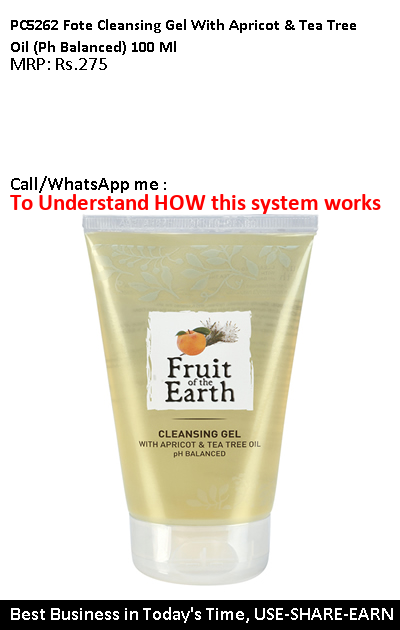 PC5262 Fote Cleansing Gel With Apricot & Tea Tree
Oil (Ph Balanced) 100 Ml
MRP: Rs.275
Call/WhatsApp me :
To Understand HOW this system works
Fruit
of the
Earth
CLEANSING GEL
WITH APRICOT & TEA TREE OIL
pH BALANCED
Best Business in Today's Time, USE-SHARE-EARN